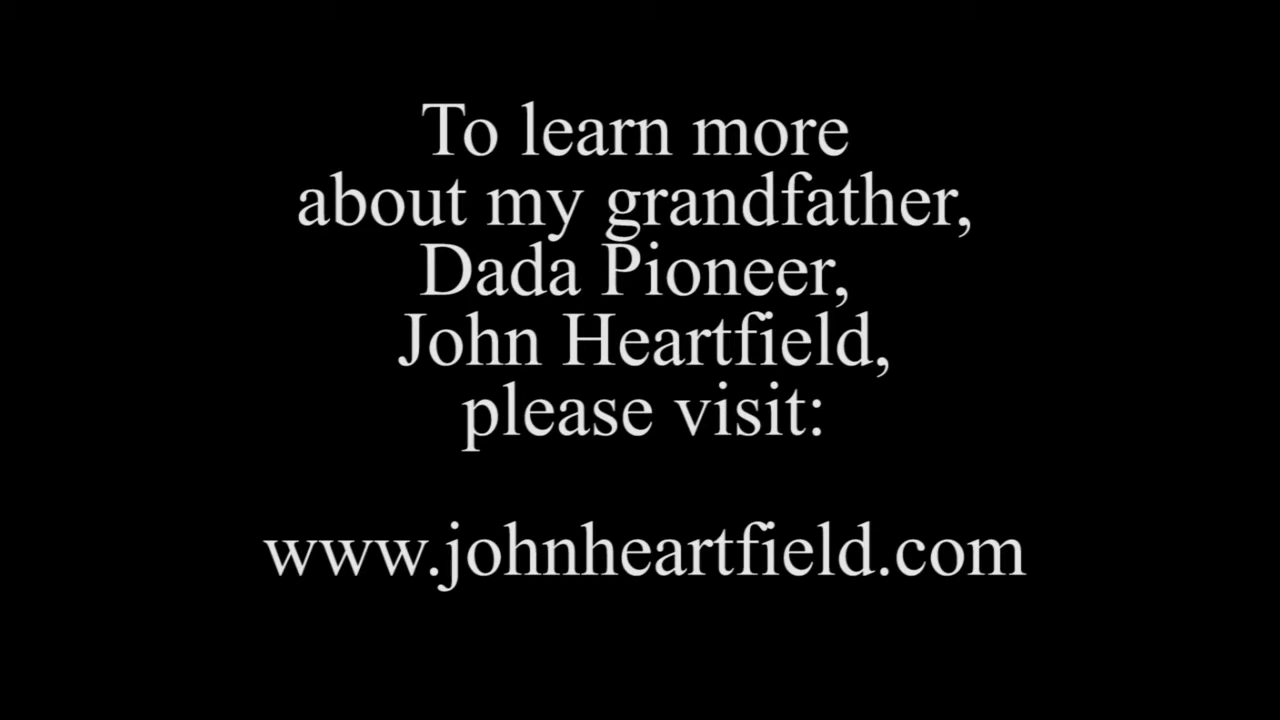 To learn more
about my grandfather,
Dada Pioneer,
John Heartfield,
please visit:
www.johnheartfield.com